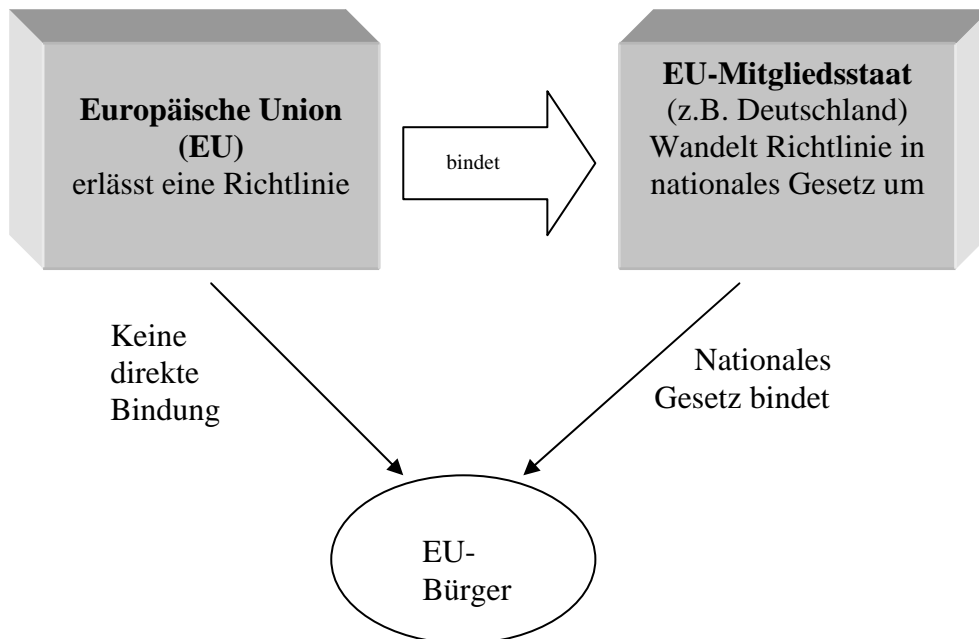 Europäische Union
(EU)
erlässt eine Richtlinie
bindet
EU-Mitgliedsstaat
(z.B. Deutschland)
Wandelt Richtlinie in
nationales Gesetz um
Keine
direkte
Bindung
Nationales
Gesetz bindet
EU-
Bürger